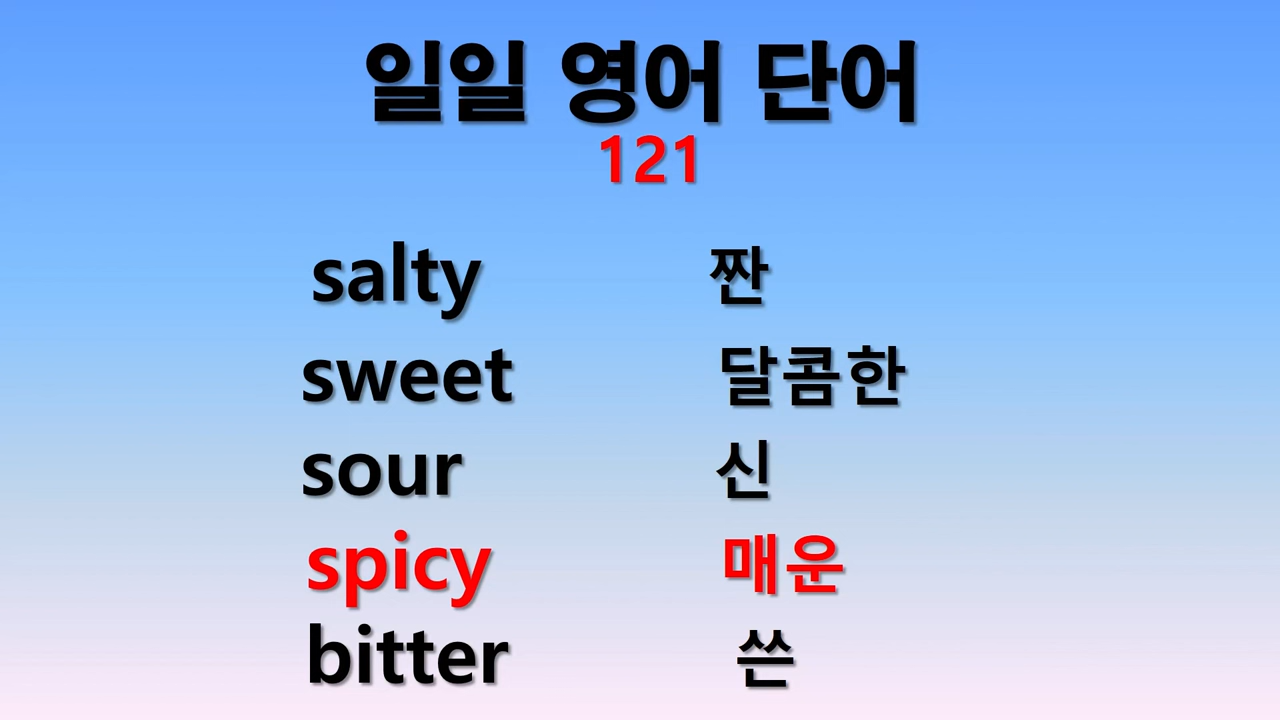 일일 영어 단어
121
salty 짠
sweet 달콤한
sour 신
spicy 매운
bitter 쓴